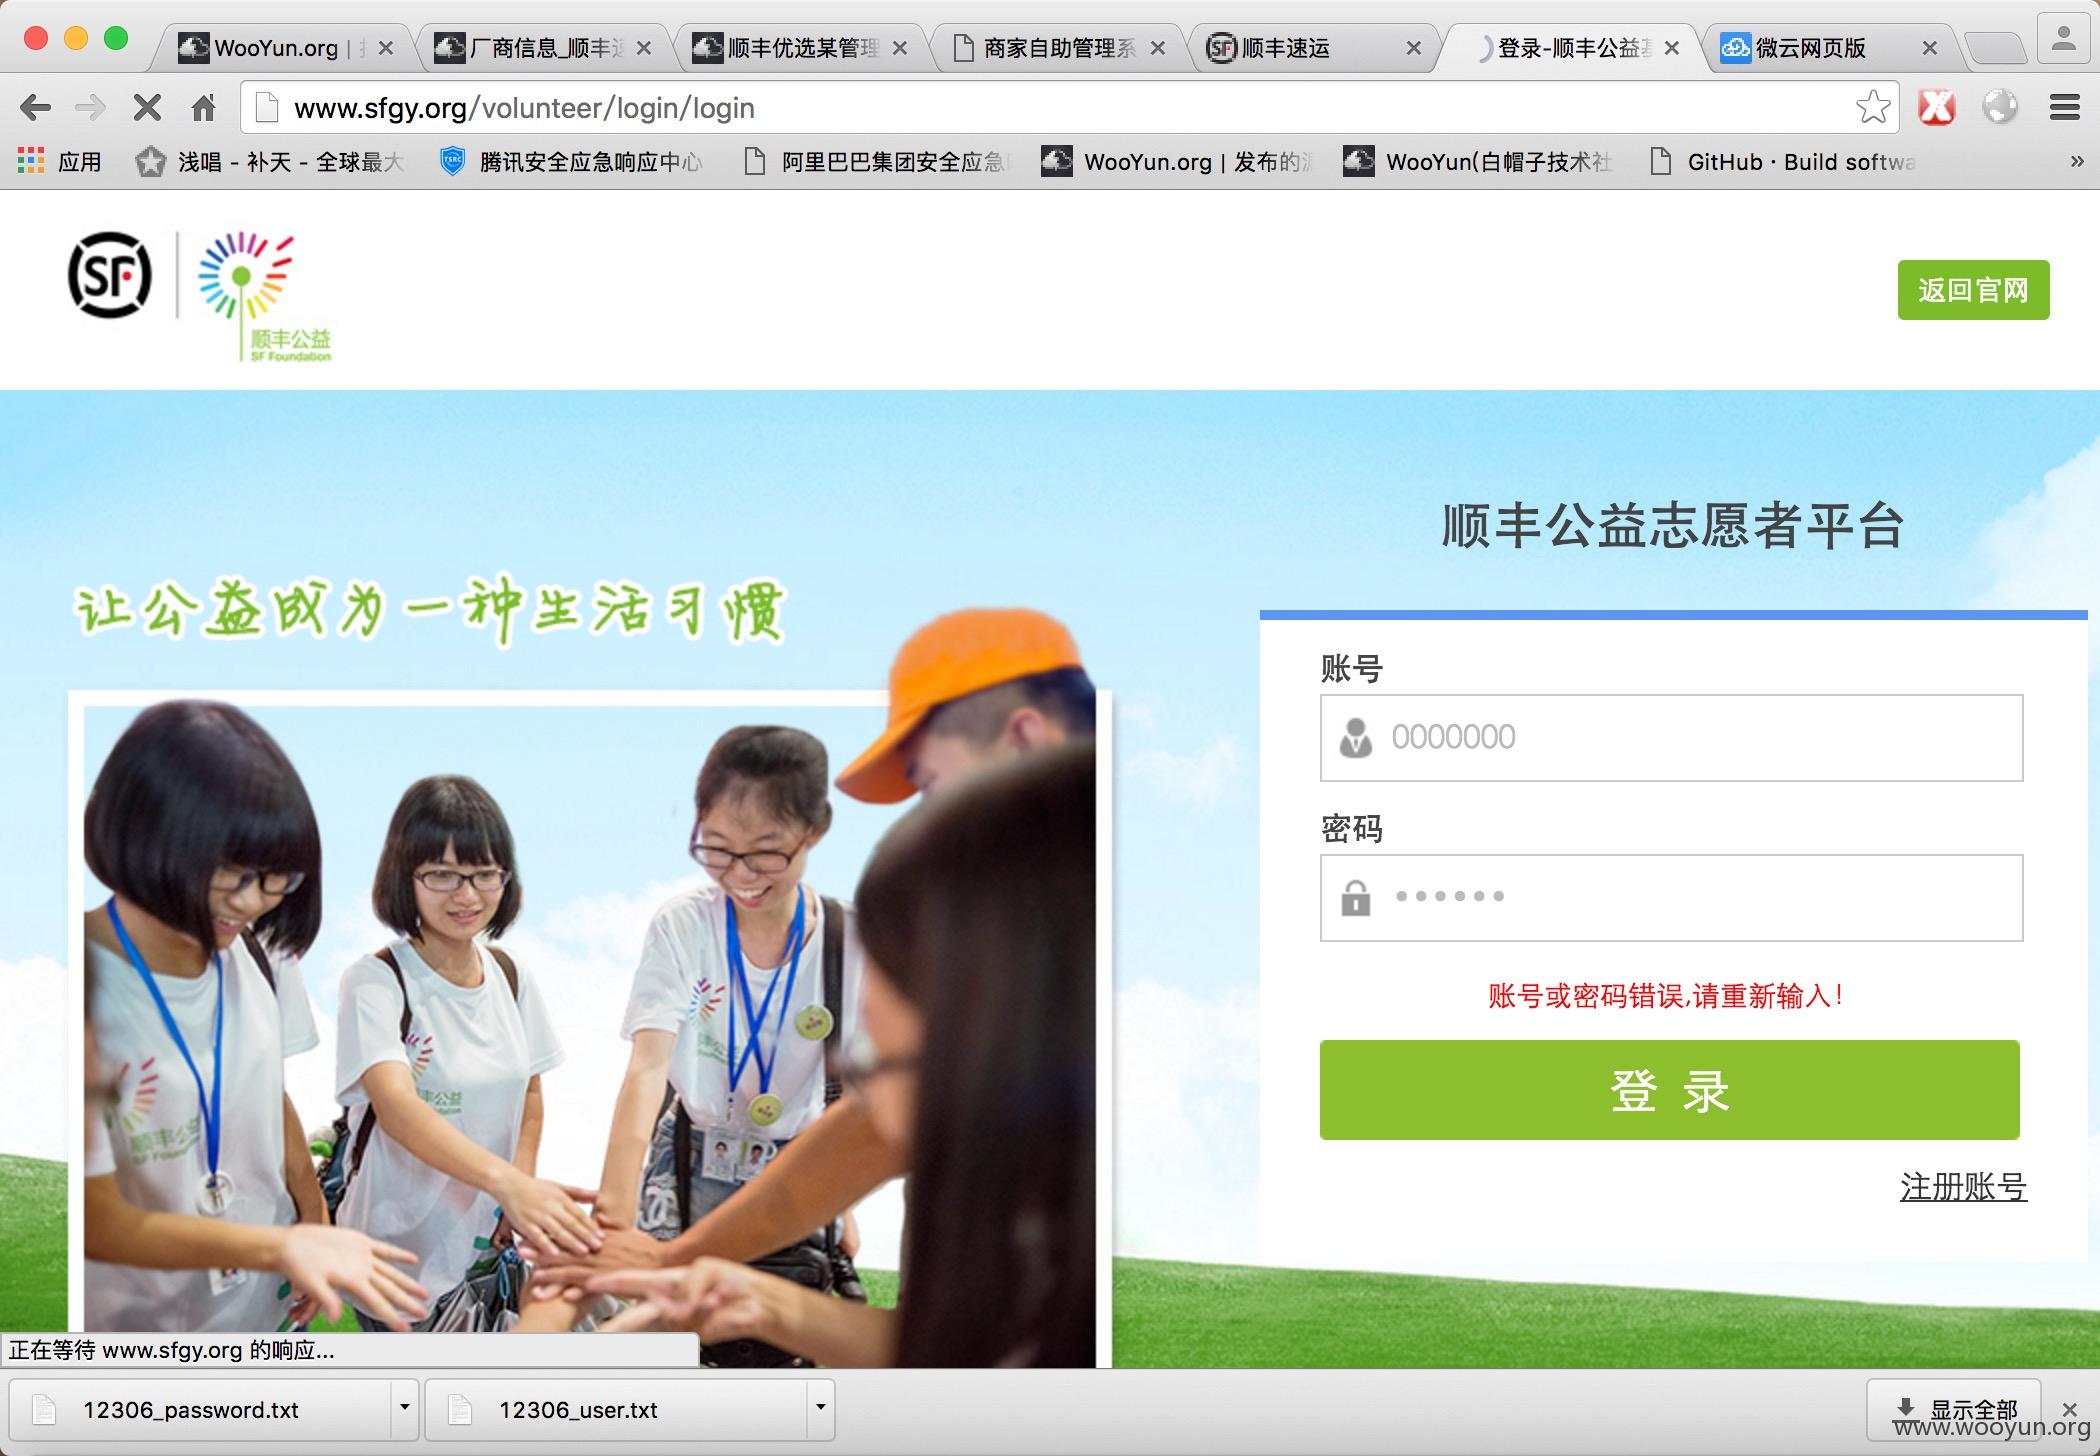 WooYun.org |
厂商信息_顺丰速
顺丰优选某管理
商家自助管理系
SF 顺丰速运
登录-顺丰公益基
微云网页版
www.sfgy.org/volunteer/login/login
应用
浅唱 - 补天 - 全球最大
TSRC 腾讯安全应急响应中心
阿里巴巴集团安全应急
WooYun.org | 发布的漏
WooYun(白帽子技术社
GitHub · Build softwa
»
SF
顺丰公益
SF Foundation
返回官网
顺丰公益志愿者平台
让公益成为一种生活习惯
账号
0000000
密码
••••••
账号或密码错误,请重新输入!
登 录
注册账号
正在等待 www.sfgy.org 的响应...
12306_password.txt
12306_user.txt
显示全部
www.wooyun.org